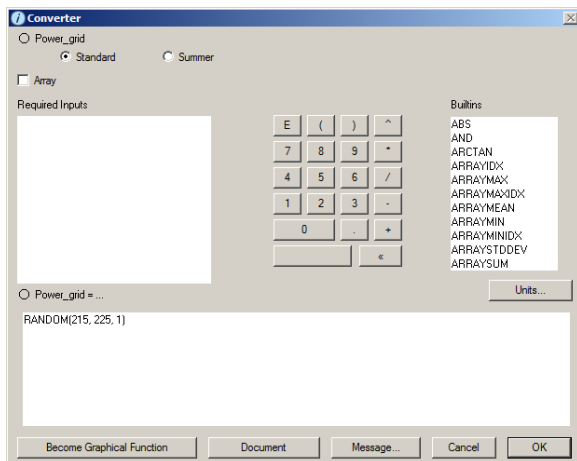 Converter
Power_grid
Standard Summer
Array
Required Inputs
Builtins
E ( ) ^
7 8 9 *
4 5 6 /
1 2 3 -
0 . +
«
ABS
AND
ARCTAN
ARRAYIDX
ARRAYMAX
ARRAYMAXIDX
ARRAYMEAN
ARRAYMIN
ARRAYMINIDX
ARRAYSTDDEV
ARRAYSUM
Units...
Power_grid = ...
RANDOM(215, 225, 1)
Become Graphical Function Document Message... Cancel OK